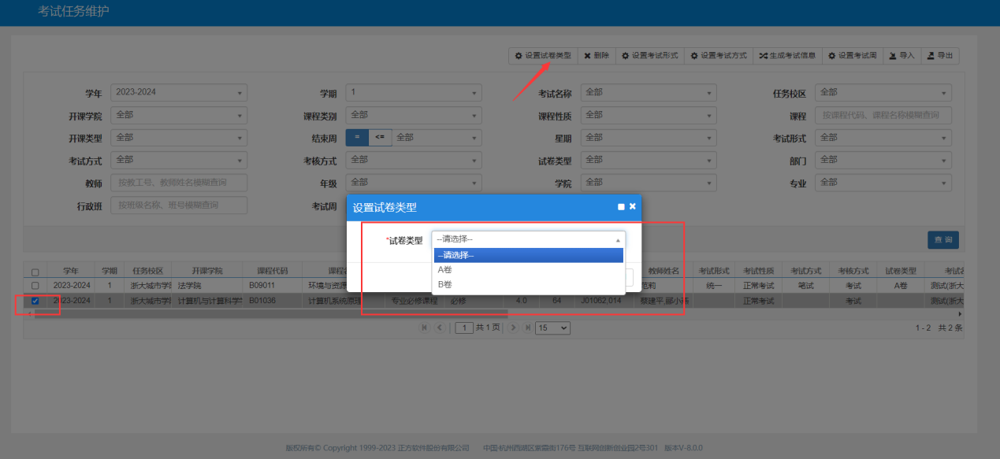 考试任务维护
设置试卷类型 删除 设置考试形式 设置考试方式 生成考试信息 设置考试周 导入 导出
学年 2023-2024 学期 1 考试名称 全部 任务校区 全部
开课学院 全部 课程类别 全部 课程性质 全部 课程 按课程代码、课程名称模糊查询
开课类型 全部 结束周 = <= 全部 星期 全部 考试形式 全部
考试方式 全部 考核方式 全部 试卷类型 全部 部门 全部
教师 按教工号、教师姓名模糊查询 年级 全部 学院 全部 专业 全部
行政班 按班级名称、班号模糊查询 考试周
设置试卷类型
*试卷类型 --请选择--
--请选择--
A卷
B卷
查 询
学年 学期 任务校区 开课学院 课程代码 课程 教师姓名 考试形式 考试性质 考试方式 考核方式 试卷类型 考试
2023-2024 1 浙大城市学 法学院 B09011 环境与资源 范莉 统一 正常考试 笔试 考试 A卷 测试(浙大
2023-2024 1 浙大城市学 计算机与计算科学 B01036 计算机系统原理 专业必修课程 必修 4.0 64 J01062,014 蔡建平,邸小 正常考试 考试 测试(浙大
1 共 1 页 15 1 - 2 共 2 条
版权所有© Copyright 1999-2023 正方软件股份有限公司 中国·杭州西湖区紫霞街176号 互联网创新创业园2号301 版本V-8.0.0